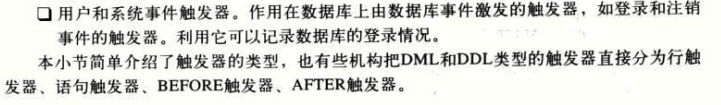 ❑ 用户和系统事件触发器。作用在数据库上由数据库事件激发的触发器，如登录和注销
事件的触发器。利用它可以记录数据库的登录情况。
本小节简单介绍了触发器的类型，也有些机构把DML和DDL类型的触发器直接分为行触
发器、语句触发器、BEFORE触发器、AFTER触发器。